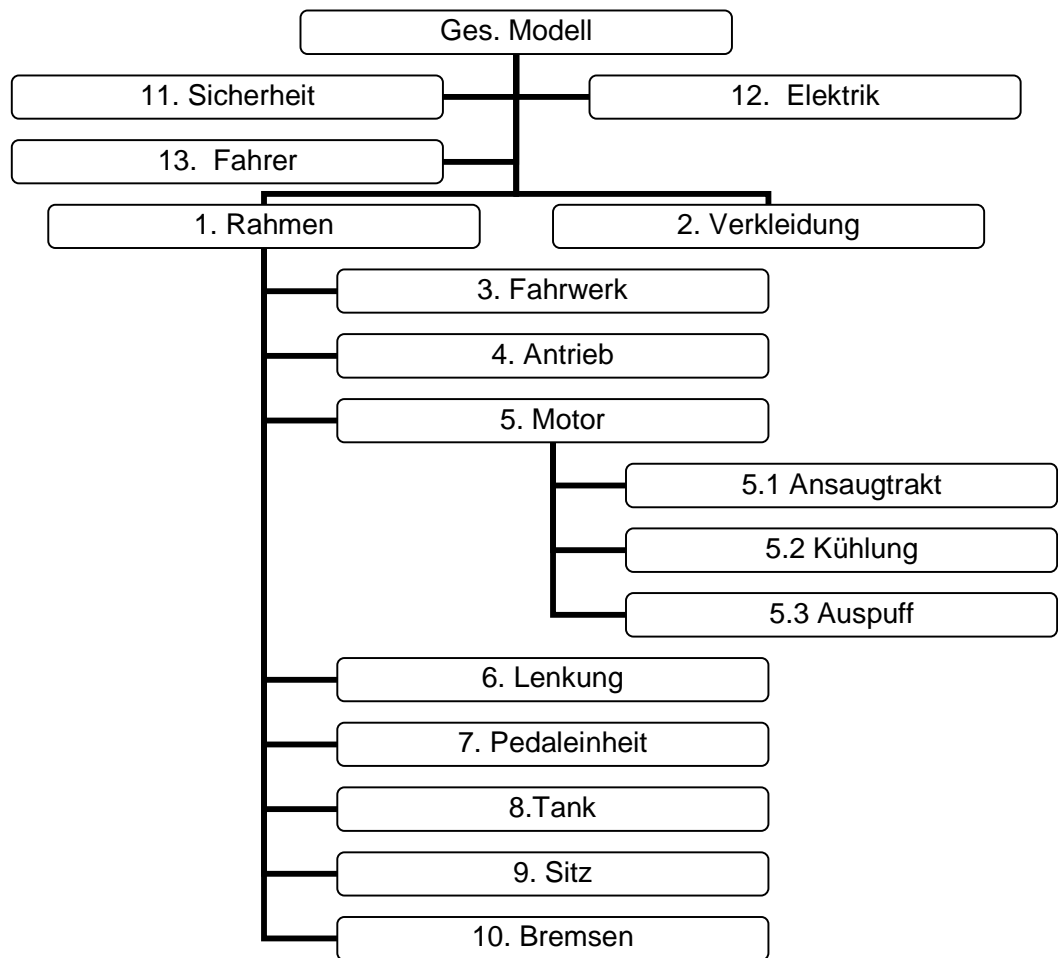 Ges. Modell
11. Sicherheit
12.  Elektrik
13.  Fahrer
1. Rahmen
2. Verkleidung
3. Fahrwerk
4. Antrieb
5. Motor
5.1 Ansaugtrakt
5.2 Kühlung
5.3 Auspuff
6. Lenkung
7. Pedaleinheit
8.Tank
9. Sitz
10. Bremsen